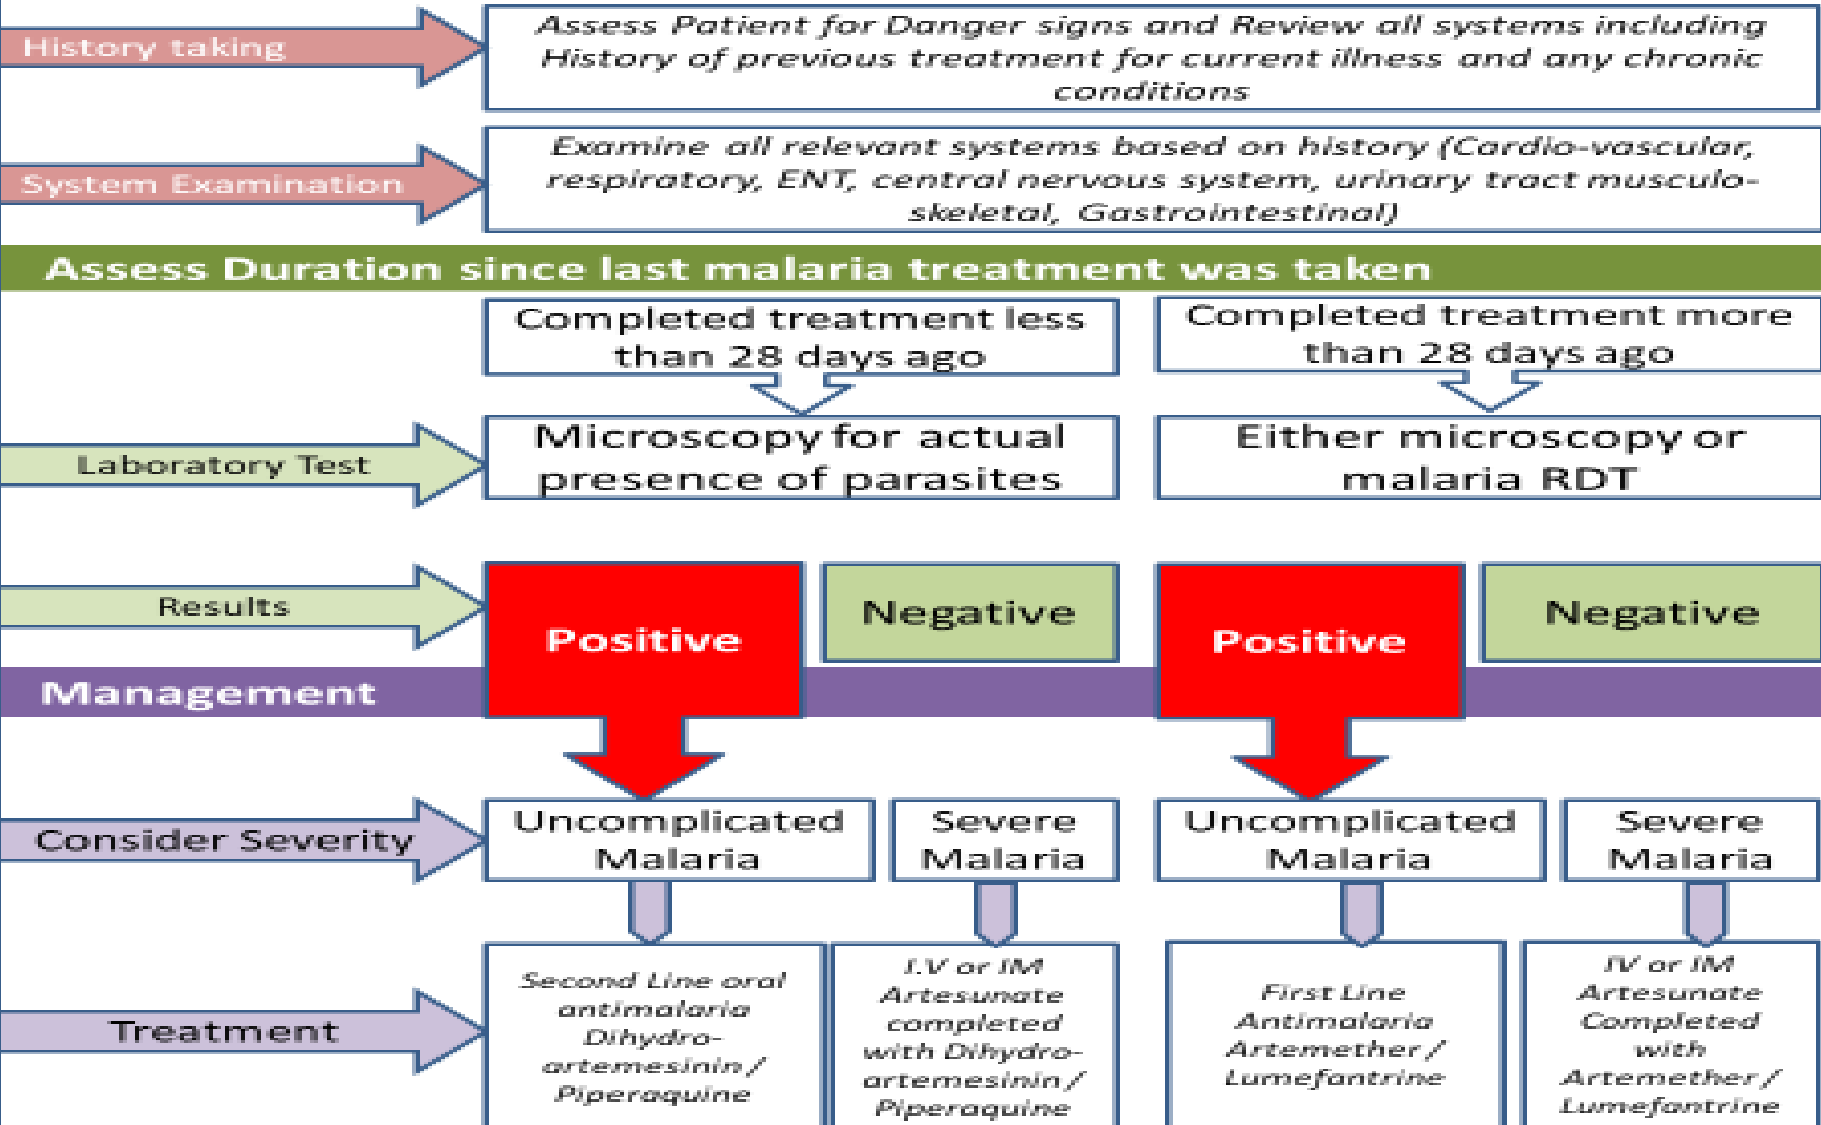 History taking
Assess Patient for Danger signs and Review all systems including
History of previous treatment for current illness and any chronic
conditions
System Examination
Examine all relevant systems based on history (Cardio-vascular,
respiratory, ENT, central nervous system, urinary tract musculo-
skeletal, Gastrointestinal)
Assess Duration since last malaria treatment was taken
Completed treatment less
than 28 days ago
Completed treatment more
than 28 days ago
Laboratory Test
Microscopy for actual
presence of parasites
Either microscopy or
malaria RDT
Results
Positive
Negative
Positive
Negative
Management
Consider Severity
Uncomplicated
Malaria
Severe
Malaria
Uncomplicated
Malaria
Severe
Malaria
Treatment
Second Line oral
antimalaria
Dihydro-
artemesinin/
Piperaquine
I.V or IM
Artesunate
completed
with Dihydro-
artemesinin/
Piperaquine
First Line
Antimalaria
Artemether/
Lumefantrine
IV or IM
Artesunate
Completed
with
Artemether/
Lumefantrine